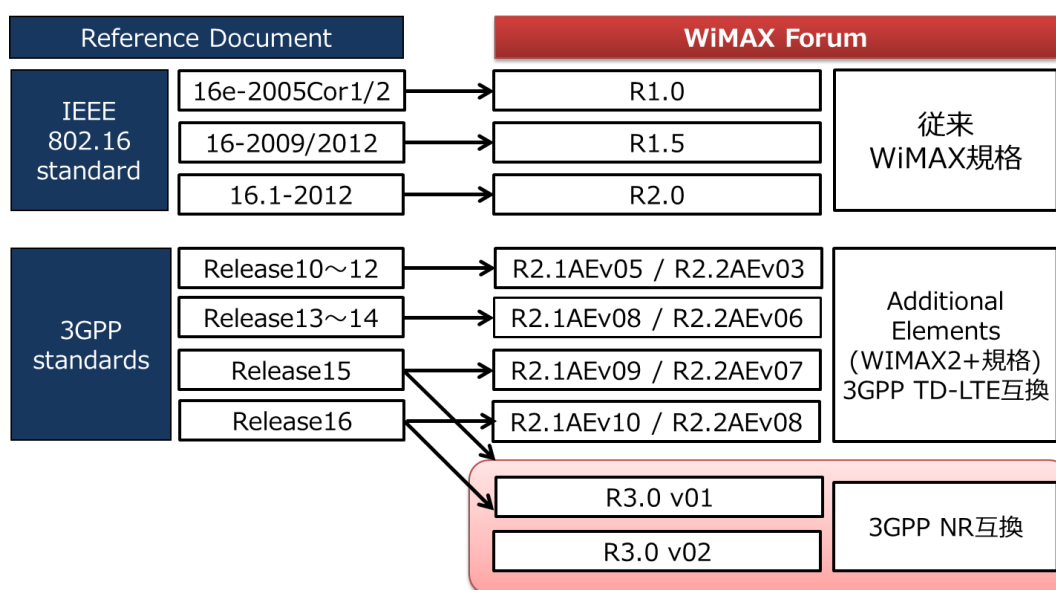 Reference Document
WiMAX Forum
IEEE
802.16
standard
16e-2005Cor1/2
R1.0
16-2009/2012
R1.5
16.1-2012
R2.0
従来
WiMAX規格
3GPP
standards
Release10～12
R2.1AEv05 / R2.2AEv03
Release13～14
R2.1AEv08 / R2.2AEv06
Release15
R2.1AEv09 / R2.2AEv07
Release16
R2.1AEv10 / R2.2AEv08
Additional
Elements
(WIMAX2+規格)
3GPP TD-LTE互換
R3.0 v01
R3.0 v02
3GPP NR互換